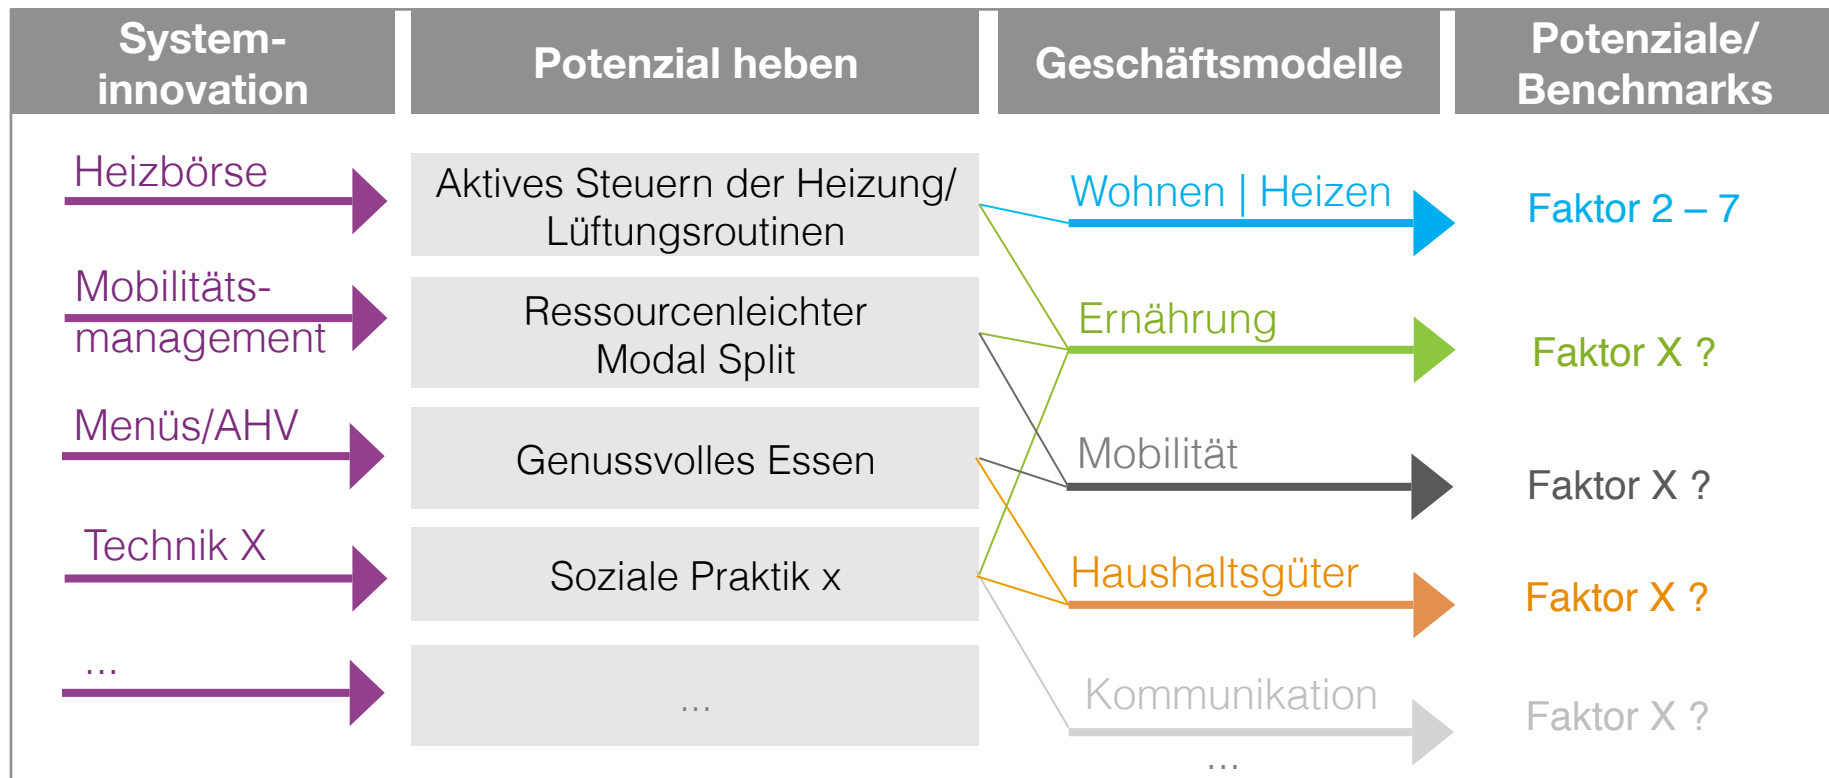 System-
innovation
Potenzial heben
Geschäftsmodelle
Potenziale/
Benchmarks
Heizbörse
Aktives Steuern der Heizung/
Lüftungsroutinen
Wohnen | Heizen
Faktor 2 – 7
Mobilitäts-
management
Ressourcenleichter
Modal Split
Ernährung
Faktor X ?
Menüs/AHV
Genussvolles Essen
Mobilität
Faktor X ?
Technik X
Soziale Praktik x
Haushaltsgüter
Faktor X ?
...
...
Kommunikation
Faktor X ?
...